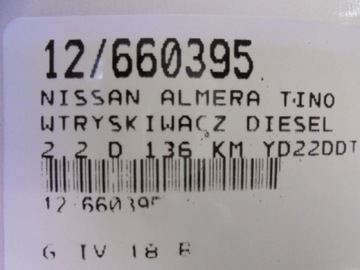 12/660395
NISSAN ALMERA TINO
WTRYSKIWACZ DIESEL
2 2 D 136 KM YD22DDT
12 660395
G IV 18 B